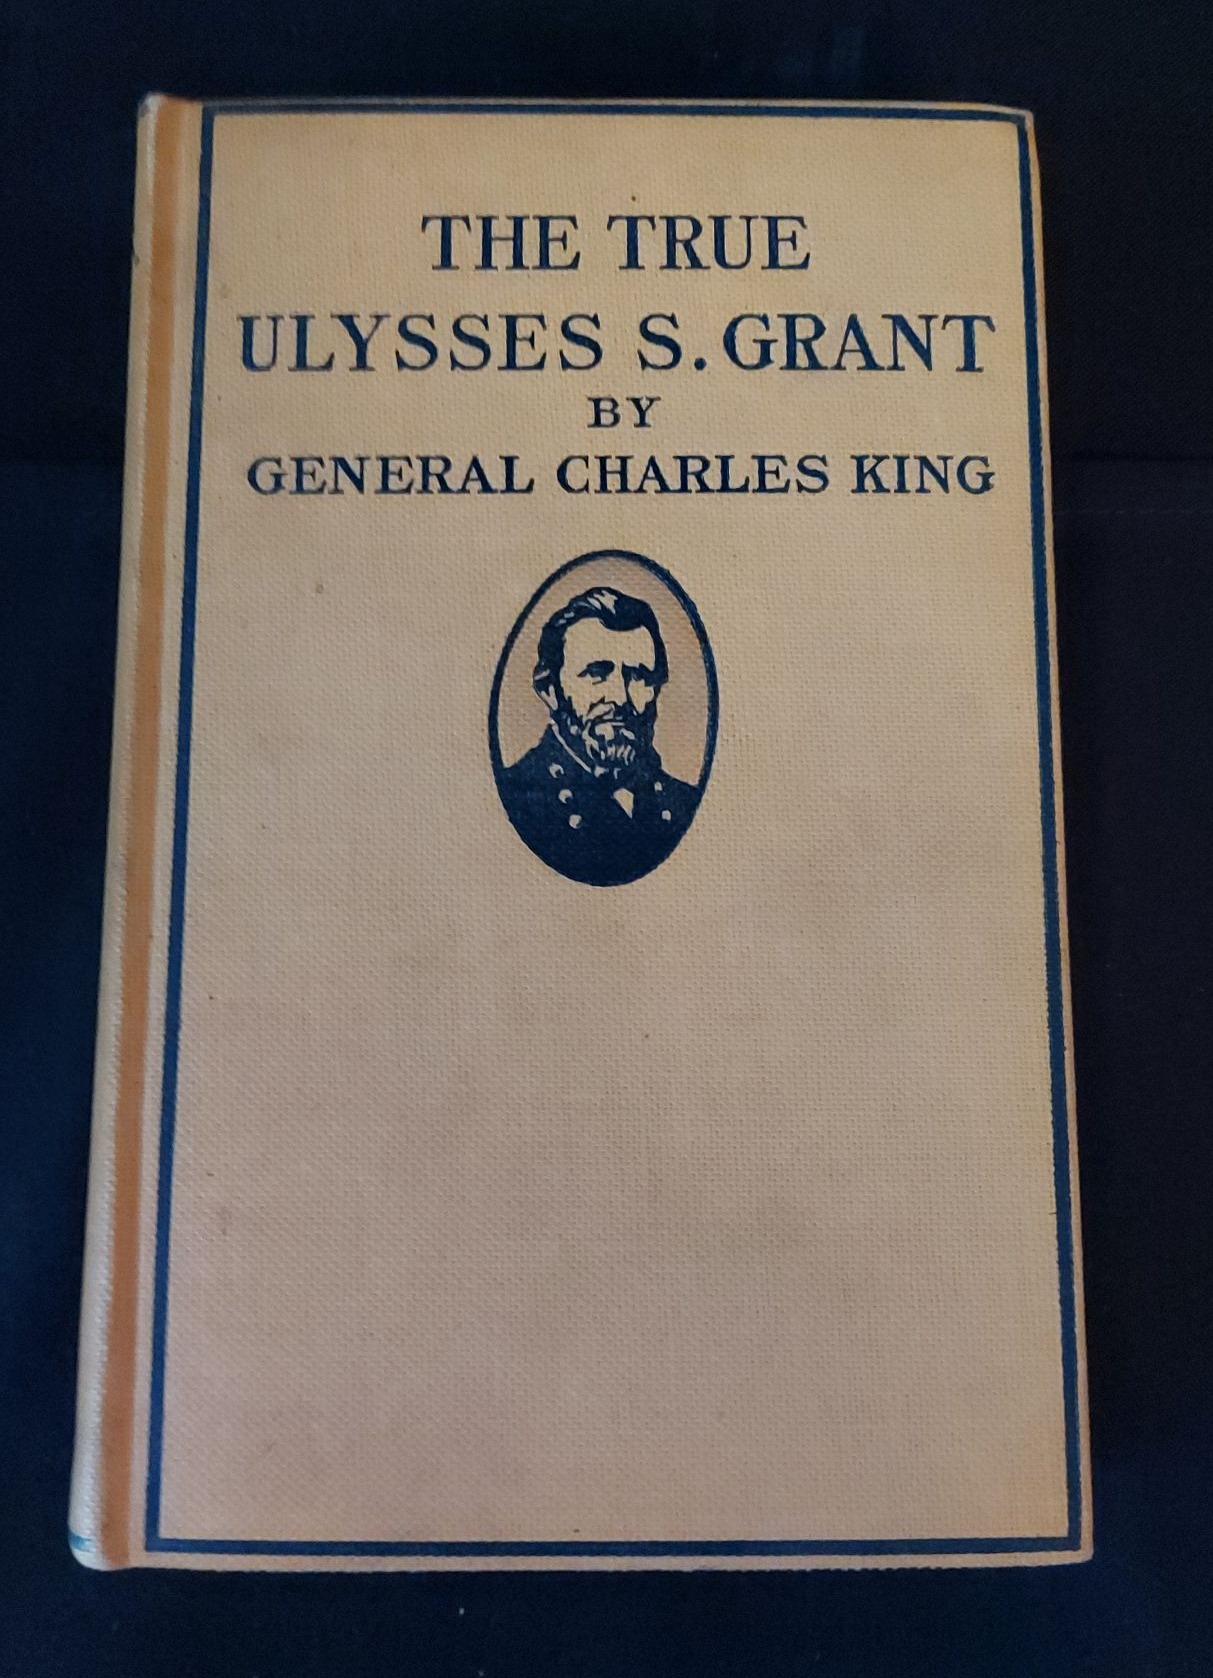 THE TRUE
ULYSSES S. GRANT
BY
GENERAL CHARLES KING